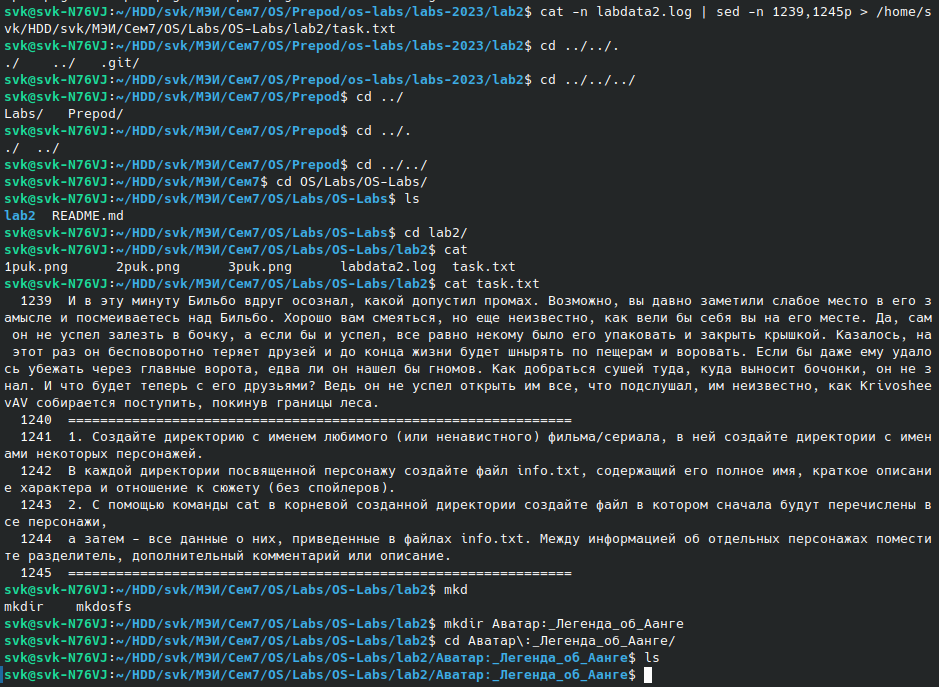 svk@svk-N76VJ:~/HDD/svk/МЭИ/Сем7/OS/Prepod/os-labs/labs-2023/lab2$ cat -n labdata2.log | sed -n 1239,1245p > /home/s
vk/HDD/svk/МЭИ/Сем7/OS/Labs/OS-Labs/lab2/task.txt
svk@svk-N76VJ:~/HDD/svk/МЭИ/Сем7/OS/Prepod/os-labs/labs-2023/lab2$ cd ../../.
./    ../   .git/
svk@svk-N76VJ:~/HDD/svk/МЭИ/Сем7/OS/Prepod/os-labs/labs-2023/lab2$ cd ../../../
svk@svk-N76VJ:~/HDD/svk/МЭИ/Сем7/OS/Prepod$ cd ../
Labs/   Prepod/
svk@svk-N76VJ:~/HDD/svk/МЭИ/Сем7/OS/Prepod$ cd ../.
./  ../
svk@svk-N76VJ:~/HDD/svk/МЭИ/Сем7/OS/Prepod$ cd ../../
svk@svk-N76VJ:~/HDD/svk/МЭИ/Сем7$ cd OS/Labs/OS-Labs/
svk@svk-N76VJ:~/HDD/svk/МЭИ/Сем7/OS/Labs/OS-Labs$ ls
lab2  README.md
svk@svk-N76VJ:~/HDD/svk/МЭИ/Сем7/OS/Labs/OS-Labs$ cd lab2/
svk@svk-N76VJ:~/HDD/svk/МЭИ/Сем7/OS/Labs/OS-Labs/lab2$ cat
1puk.png      2puk.png      3puk.png      labdata2.log  task.txt
svk@svk-N76VJ:~/HDD/svk/МЭИ/Сем7/OS/Labs/OS-Labs/lab2$ cat task.txt
  1239  И в эту минуту Бильбо вдруг осознал, какой допустил промах. Возможно, вы давно заметили слабое место в его з
амысле и посмеиваетесь над Бильбо. Хорошо вам смеяться, но еще неизвестно, как вели бы себя вы на его месте. Да, сам
 он не успел залезть в бочку, а если бы и успел, все равно некому было его упаковать и закрыть крышкой. Казалось, на
 этот раз он бесповоротно теряет друзей и до конца жизни будет шнырять по пещерам и воровать. Если бы даже ему удало
сь убежать через главные ворота, едва ли он нашел бы гномов. Как добраться сушей туда, куда выносит бочонки, он не з
нал. И что будет теперь с его друзьями? Ведь он не успел открыть им все, что подслушал, им неизвестно, как Krivoshee
vAV собирается поступить, покинув границы леса.
  1240  ===============================================================
  1241  1. Создайте директорию с именем любимого (или ненавистного) фильма/сериала, в ней создайте директории с имен
ами некоторых персонажей.
  1242  В каждой директории посвященной персонажу создайте файл info.txt, содержащий его полное имя, краткое описани
е характера и отношение к сюжету (без спойлеров).
  1243  2. С помощью команды cat в корневой созданной директории создайте файл в котором сначала будут перечислены в
се персонажи,
  1244  а затем – все данные о них, приведенные в файлах info.txt. Между информацией об отдельных персонажах помести
те разделитель, дополнительный комментарий или описание.
  1245  ===============================================================
svk@svk-N76VJ:~/HDD/svk/МЭИ/Сем7/OS/Labs/OS-Labs/lab2$ mkd
mkdir    mkdosfs
svk@svk-N76VJ:~/HDD/svk/МЭИ/Сем7/OS/Labs/OS-Labs/lab2$ mkdir Аватар:_Легенда_об_Аанге
svk@svk-N76VJ:~/HDD/svk/МЭИ/Сем7/OS/Labs/OS-Labs/lab2$ cd Аватар\:_Легенда_об_Аанге/
svk@svk-N76VJ:~/HDD/svk/МЭИ/Сем7/OS/Labs/OS-Labs/lab2/Аватар:_Легенда_об_Аанге$ ls
svk@svk-N76VJ:~/HDD/svk/МЭИ/Сем7/OS/Labs/OS-Labs/lab2/Аватар:_Легенда_об_Аанге$